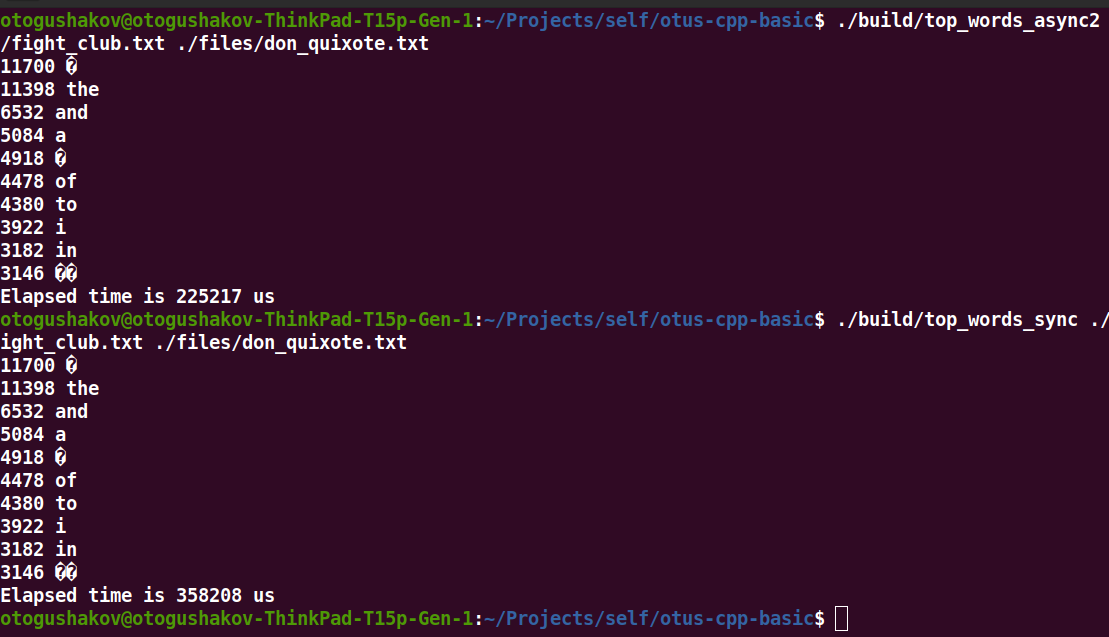 otogushakov@otogushakov-ThinkPad-T15p-Gen-1:~/Projects/self/otus-cpp-basic$ ./build/top_words_async2
/fight_club.txt ./files/don_quixote.txt
11700 �
11398 the
6532 and
5084 a
4918 �
4478 of
4380 to
3922 i
3182 in
3146 ��
Elapsed time is 225217 us
otogushakov@otogushakov-ThinkPad-T15p-Gen-1:~/Projects/self/otus-cpp-basic$ ./build/top_words_sync ./
ight_club.txt ./files/don_quixote.txt
11700 �
11398 the
6532 and
5084 a
4918 �
4478 of
4380 to
3922 i
3182 in
3146 ��
Elapsed time is 358208 us
otogushakov@otogushakov-ThinkPad-T15p-Gen-1:~/Projects/self/otus-cpp-basic$